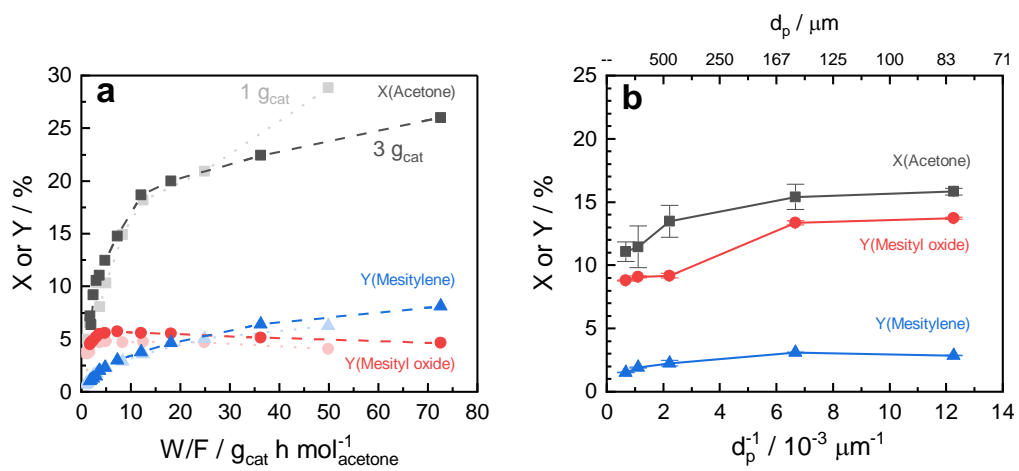 a
30
25
20
15
10
5
0
X or Y / %
1 gcat
3 gcat
X(Acetone)
Y(Mesitylene)
Y(Mesityl oxide)
0 10 20 30 40 50 60 70 80
W/F / gcat h mol-1acetone
dp / μm
-- 500 250 167 125 100 83 71
b
30
25
20
15
10
5
0
X or Y / %
X(Acetone)
Y(Mesityl oxide)
Y(Mesitylene)
0 2 4 6 8 10 12 14
dp-1 / 10-3 μm-1